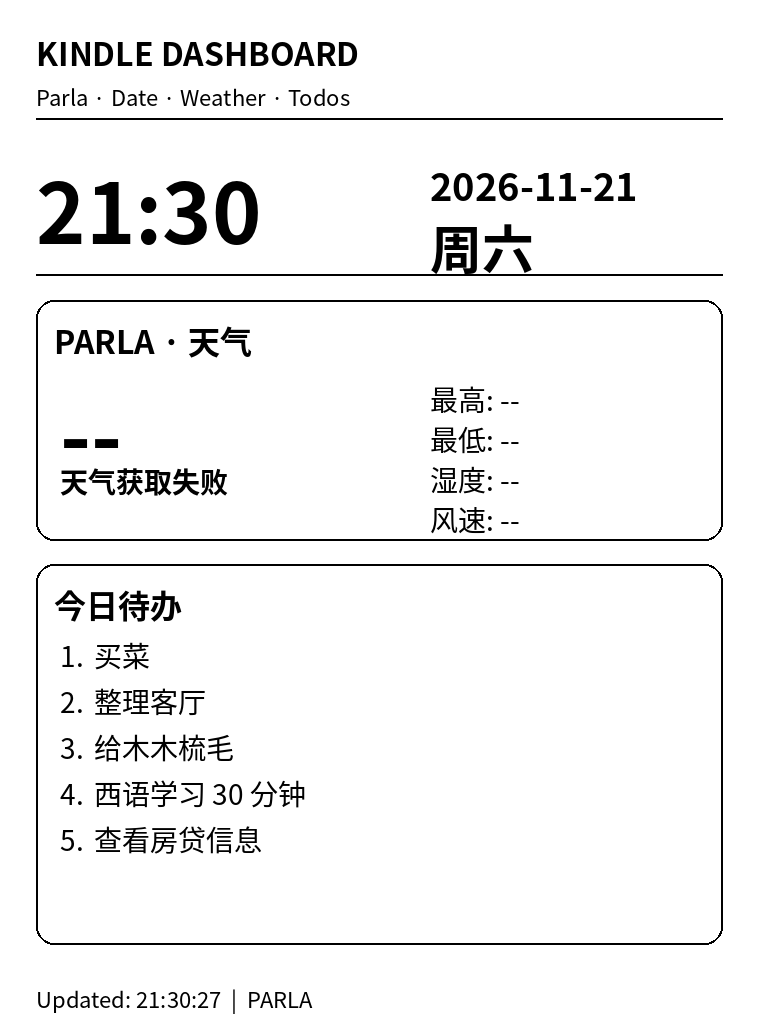 KINDLE DASHBOARD
Parla · Date · Weather · Todos
21:30
2026-11-21
周六
PARLA · 天气
--
天气获取失败
最高: --
最低: --
湿度: --
风速: --
今日待办
1. 买菜
2. 整理客厅
3. 给木木梳毛
4. 西语学习 30 分钟
5. 查看房贷信息
Updated: 21:30:27 | PARLA